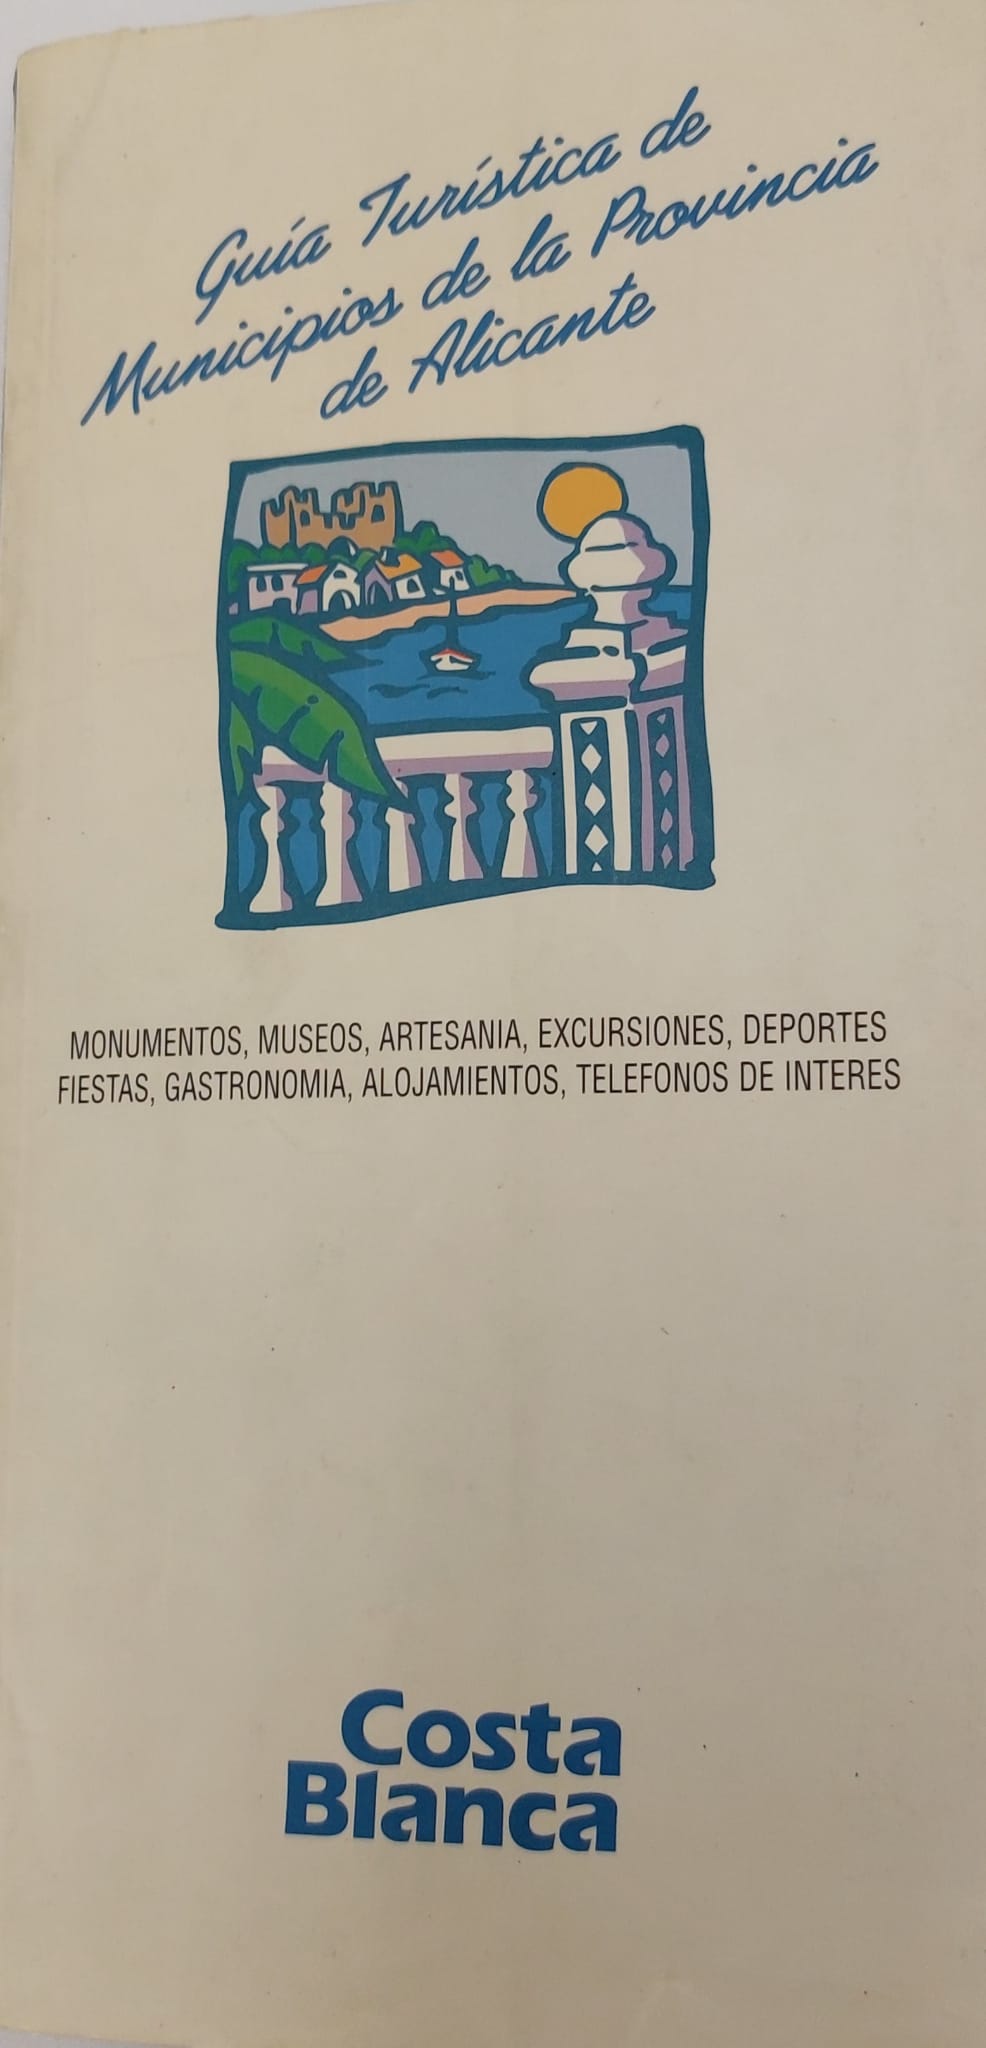 Guía Turística de
Municipios de la Provincia
de Alicante
MONUMENTOS, MUSEOS, ARTESANIA, EXCURSIONES, DEPORTES
FIESTAS, GASTRONOMIA, ALOJAMIENTOS, TELEFONOS DE INTERES
Costa
Blanca